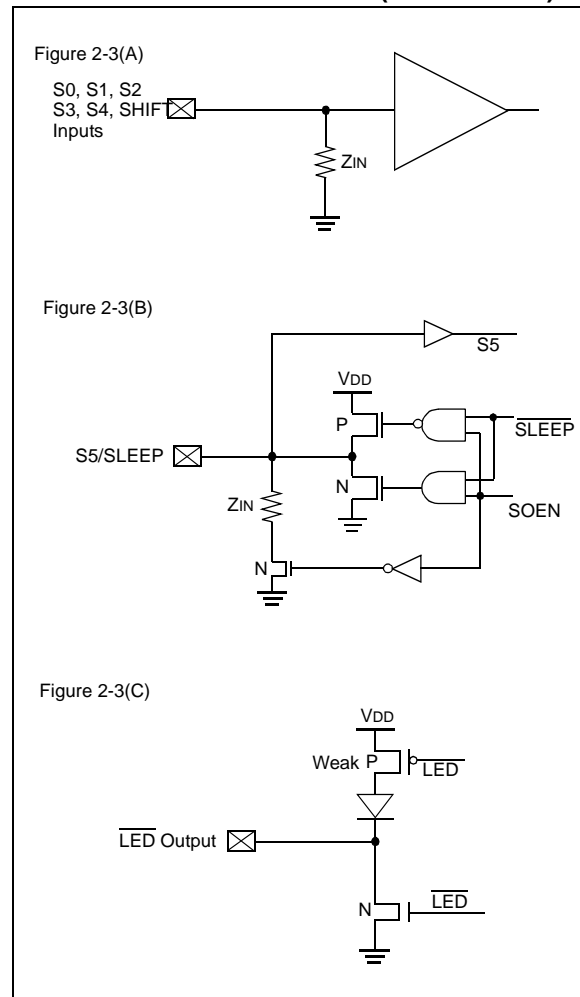 Figure 2-3(A)
S0, S1, S2
S3, S4, SHIFT
Inputs
ZIN
Figure 2-3(B)
S5
VDD
P
SLEEP
S5/SLEEP
N
SOEN
ZIN
N
Figure 2-3(C)
VDD
Weak P
LED
LED Output
LED
N